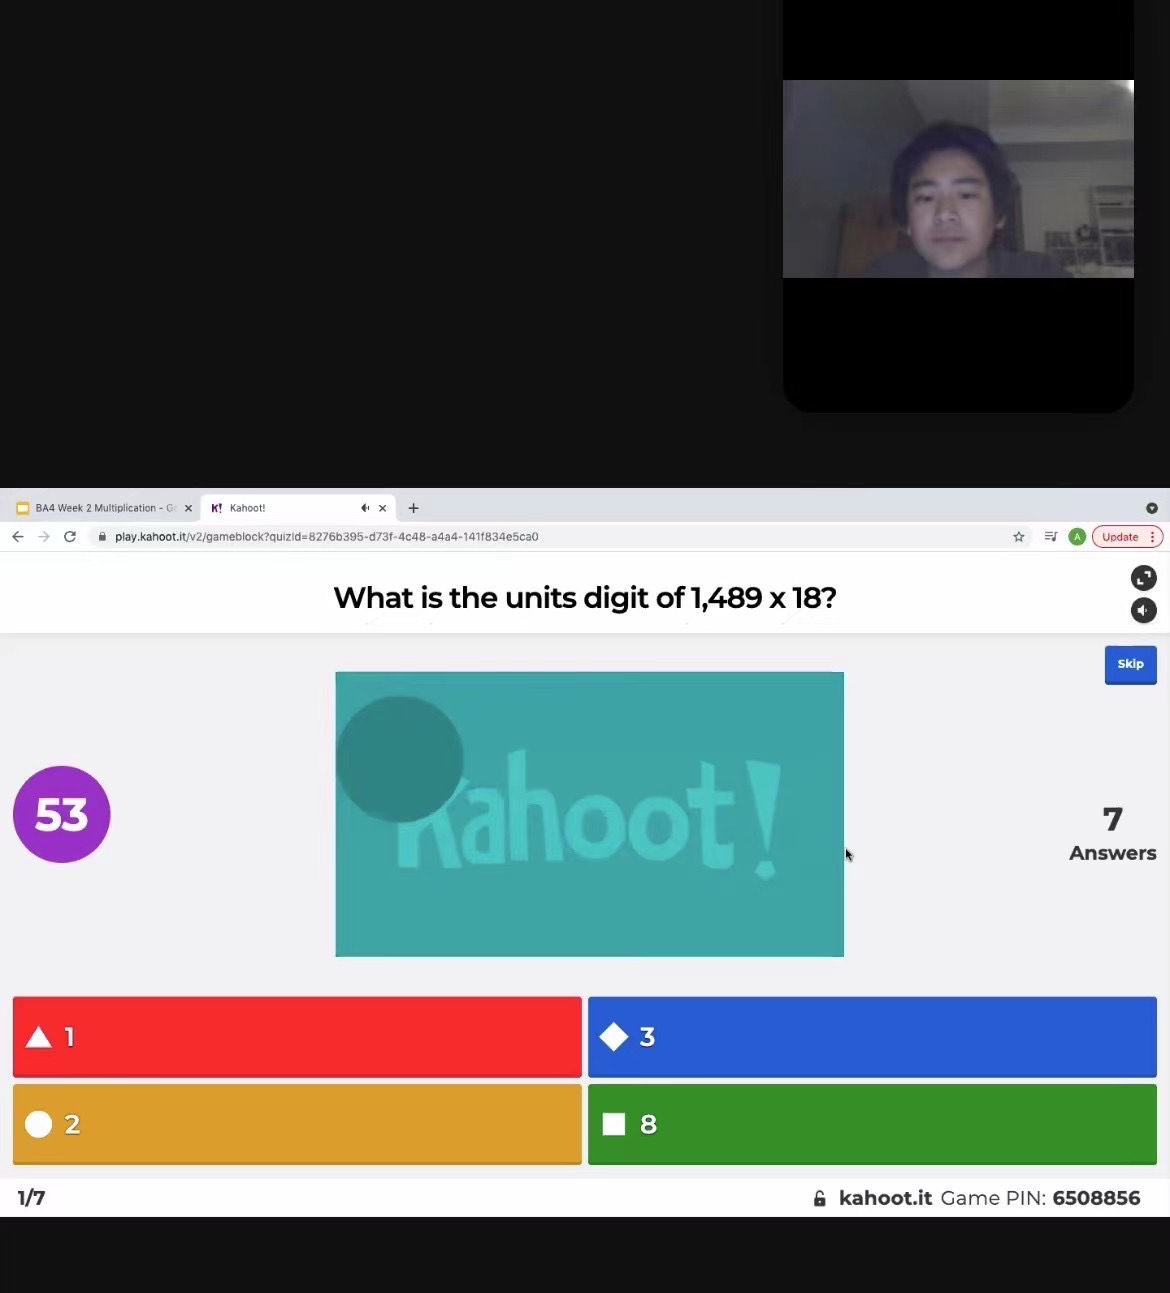 BA4 Week 2 Multiplication - G
K! Kahoot!
play.kahoot.it/v2/gameblock?quizId=8276b395-d73f-4c48-a4a4-141f834e5ca0
A
Update
What is the units digit of 1,489 x 18?
Skip
Kahoot!
53
7
Answers
1
3
2
8
1/7
kahoot.it Game PIN: 6508856